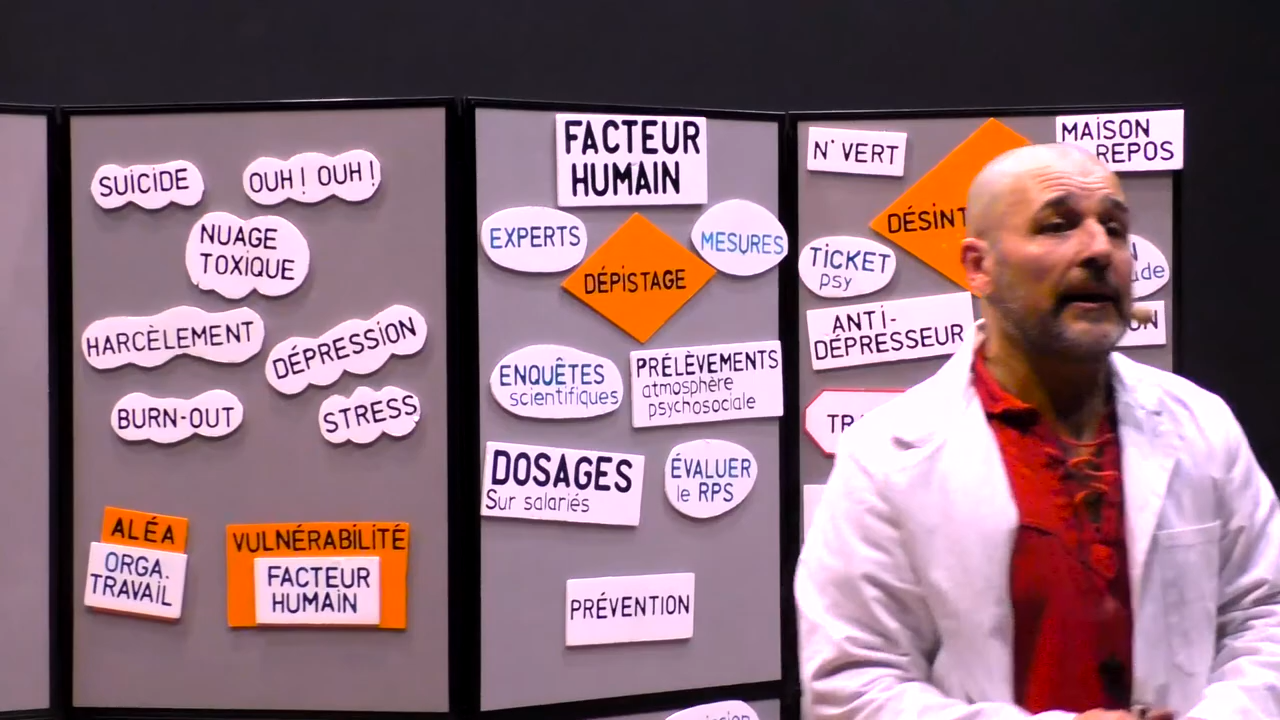 SUiCiDE
OUH ! OUH !
NUAGE
TOXiQUE
HARCÈLEMENT
DÉPRESSiON
BURN-OUT
STRESS
ALÉA
ORGA.
TRAVAiL
VULNÉRABiLiTÉ
FACTEUR
HUMAiN
FACTEUR
HUMAiN
EXPERTS
MESURES
DÉPiSTAGE
ENQUÊTES
scientifiques
PRÉLÈVEMENTS
atmosphère
psychosociale
DOSAGES
Sur salariés
ÉVALUER
le RPS
PRÉVENTiON
N° VERT
MAiSON
REPOS
TiCKET
psy
ANTi-
DÉPRESSEUR